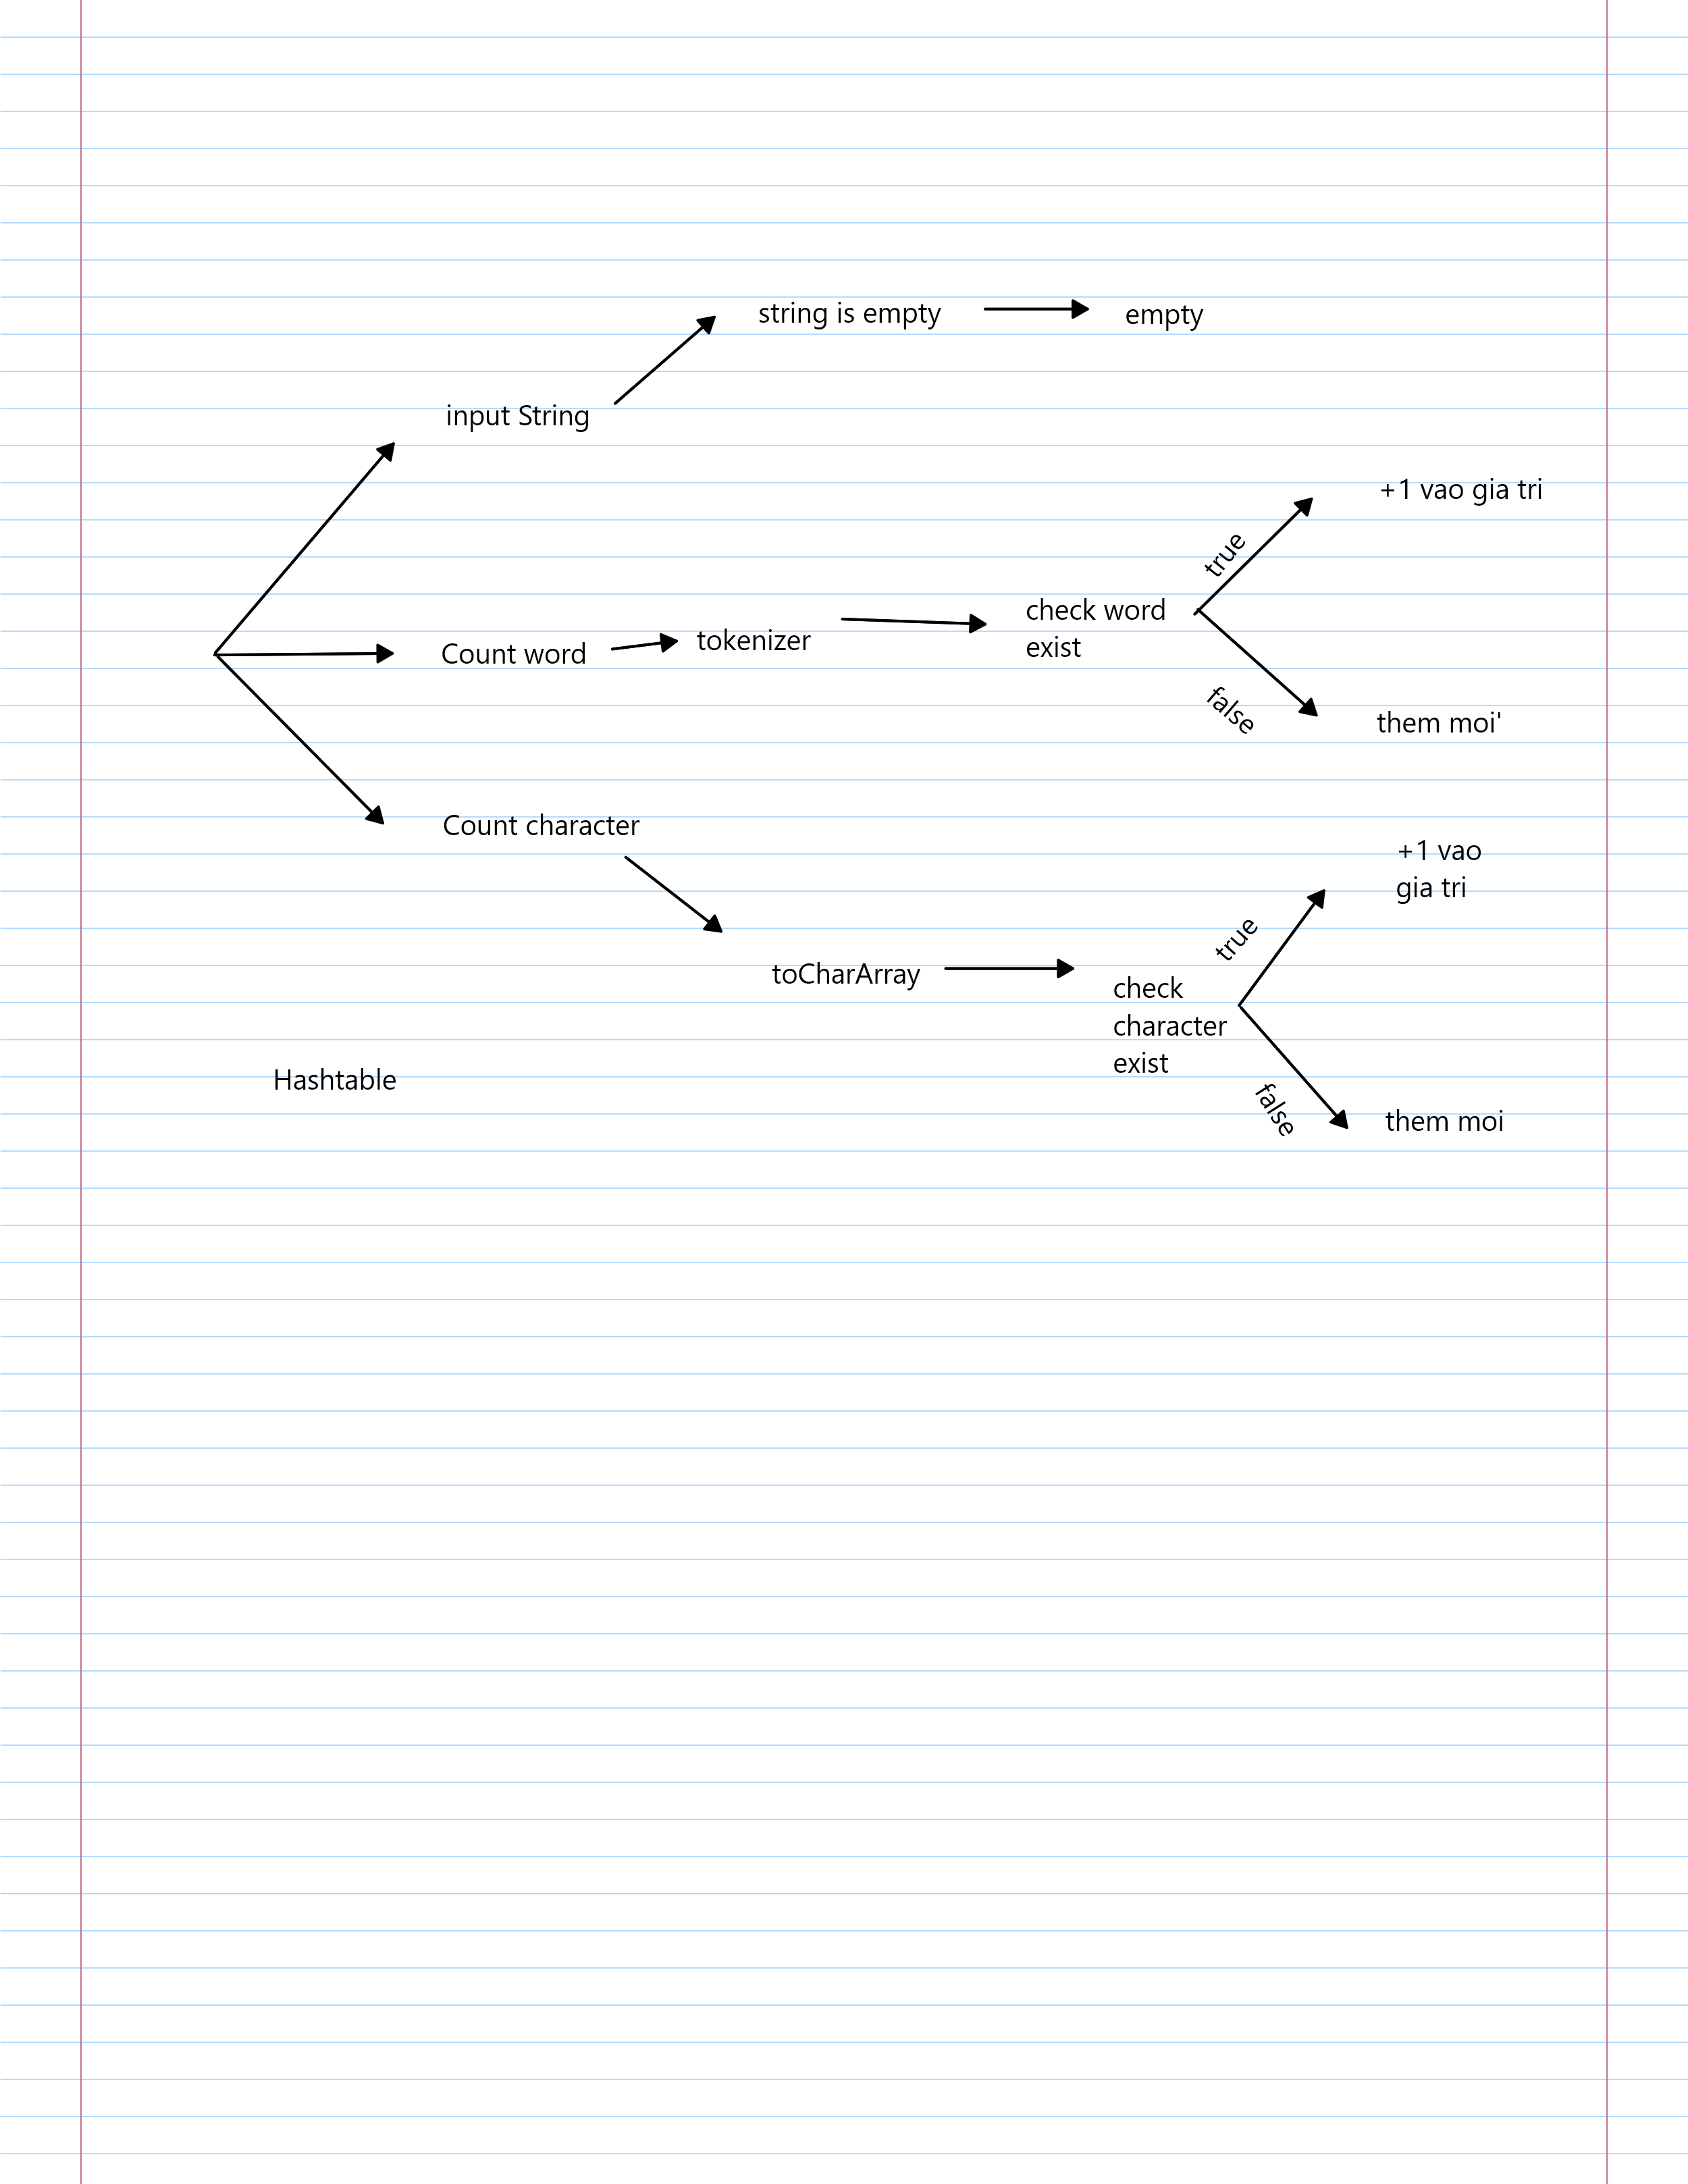 string is empty
empty
input String
+1 vao gia tri
true
check word
exist
Count word
tokenizer
false
them moi'
Count character
+1 vao
gia tri
true
toCharArray
check
character
exist
Hashtable
false
them moi